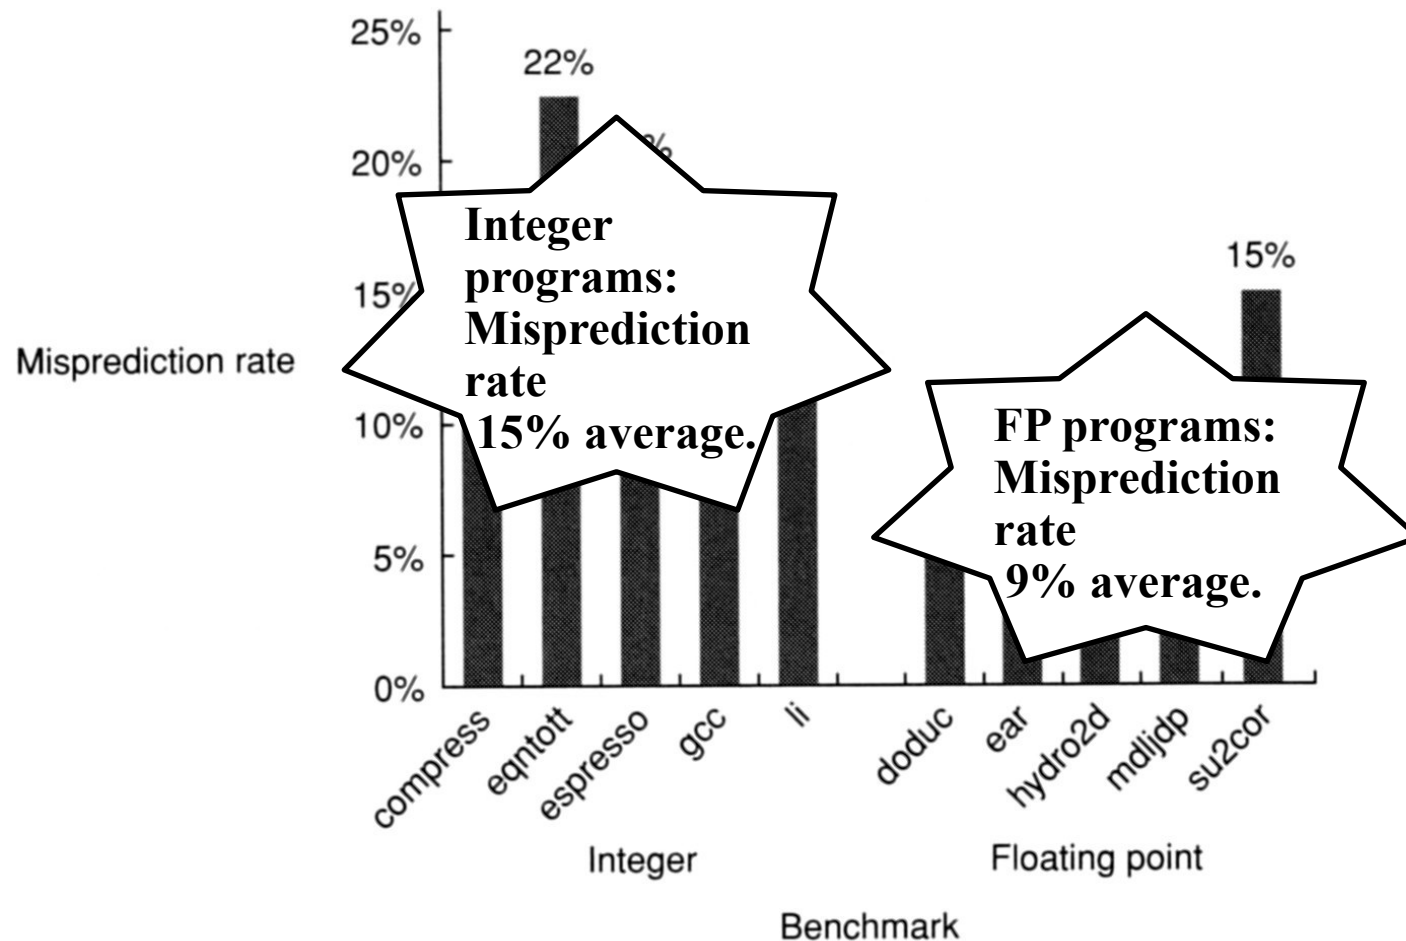 25%
22%
20%
%
Integer
programs:
Misprediction
rate
15% average.
15%
15%
Misprediction rate
10%
FP programs:
Misprediction
rate
9% average.
5%
0%
compress
eqntott
espresso
gcc
li
doduc
ear
hydro2d
mdljdp
su2cor
Integer
Floating point
Benchmark